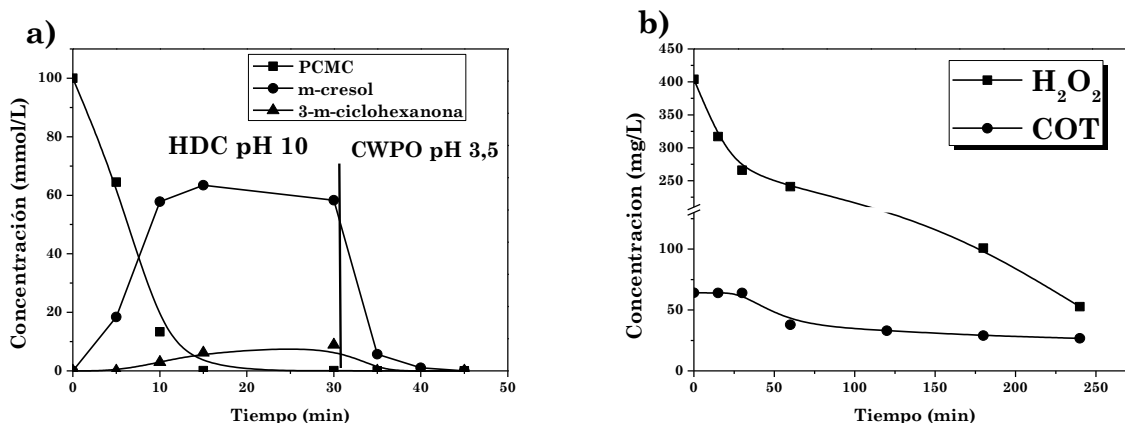 a)
Concentración (mmol/L)
100
80
60
40
20
0
PCMC
m-cresol
3-m-ciclohexanona
HDC pH 10
CWPO pH 3,5
0 10 20 30 40 50
Tiempo (min)
b)
Concentracion (mg/L)
450
400
350
300
250
100
50
0
H₂O₂
COT
0 50 100 150 200 250
Tiempo (min)